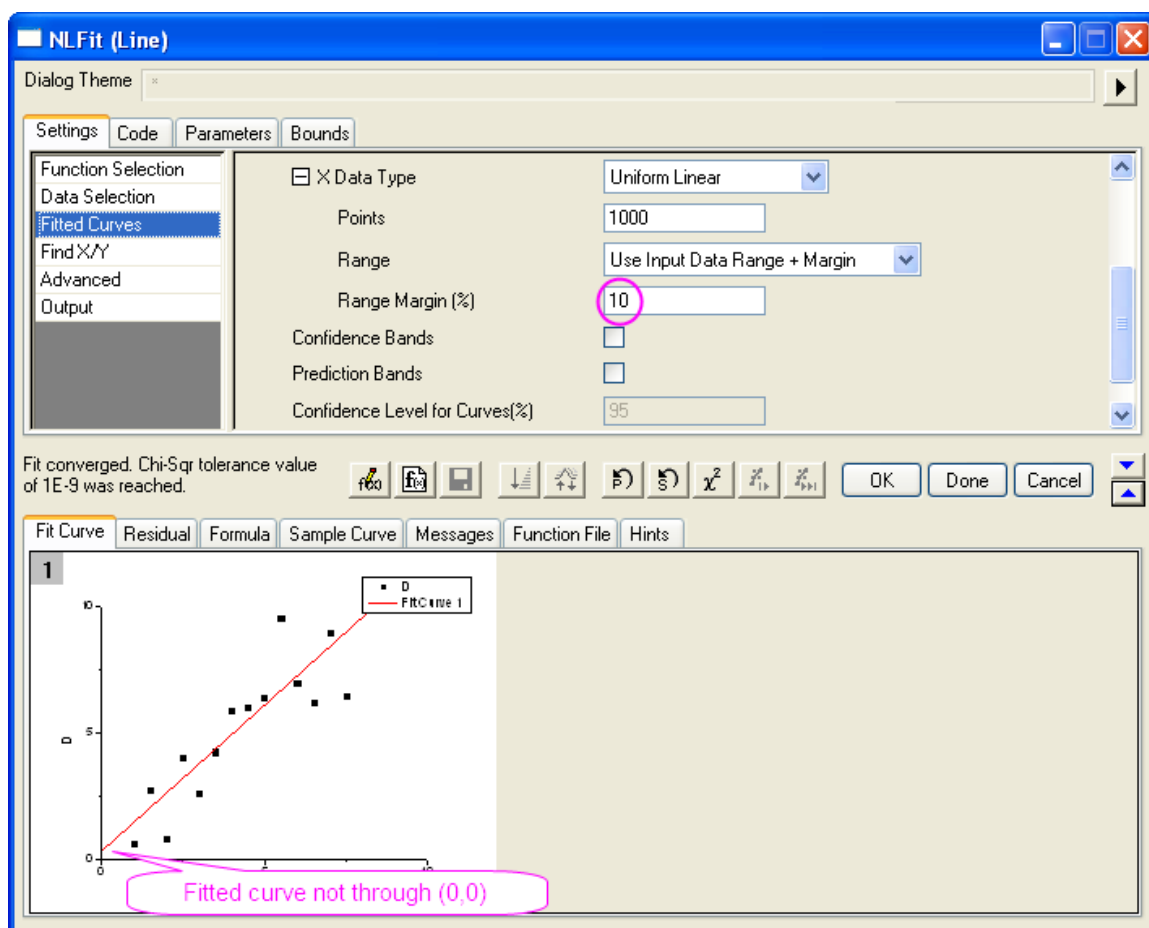 NLFit (Line)
Dialog Theme *
Settings Code Parameters Bounds
Function Selection
Data Selection
Fitted Curves
Find X/Y
Advanced
Output
X Data Type Uniform Linear
Points 1000
Range Use Input Data Range + Margin
Range Margin (%) 10
Confidence Bands
Prediction Bands
Confidence Level for Curves(%) 95
Fit converged. Chi-Sqr tolerance value
of 1E-9 was reached.
OK Done Cancel
Fit Curve Residual Formula Sample Curve Messages Function File Hints
1
D
FitCurve 1
10
5
D
0
0
Fitted curve not through (0,0)